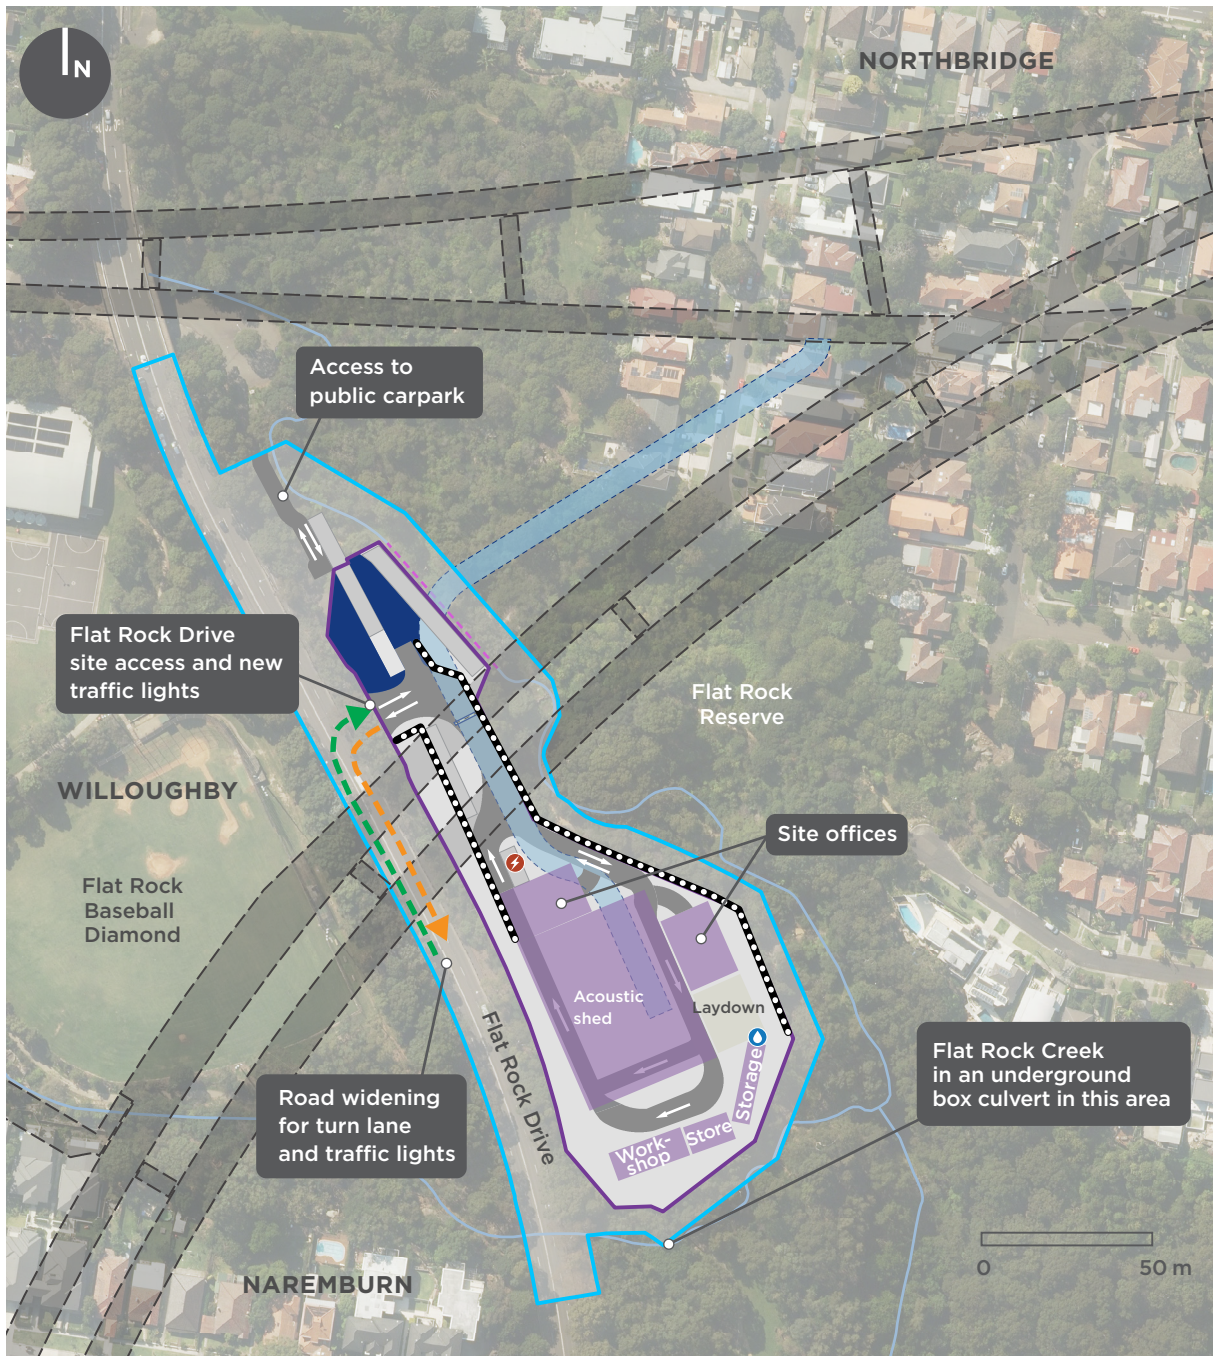 N
NORTHBRIDGE
Access to
public carpark
Flat Rock Drive
site access and new
traffic lights
Flat Rock
Reserve
WILLOUGHBY
Site offices
Flat Rock
Baseball
Diamond
Acoustic
shed
Laydown
Flat Rock Drive
Storage
Store
Work-
shop
Flat Rock Creek
in an underground
box culvert in this area
Road widening
for turn lane
and traffic lights
NAREMBURN
0 50 m